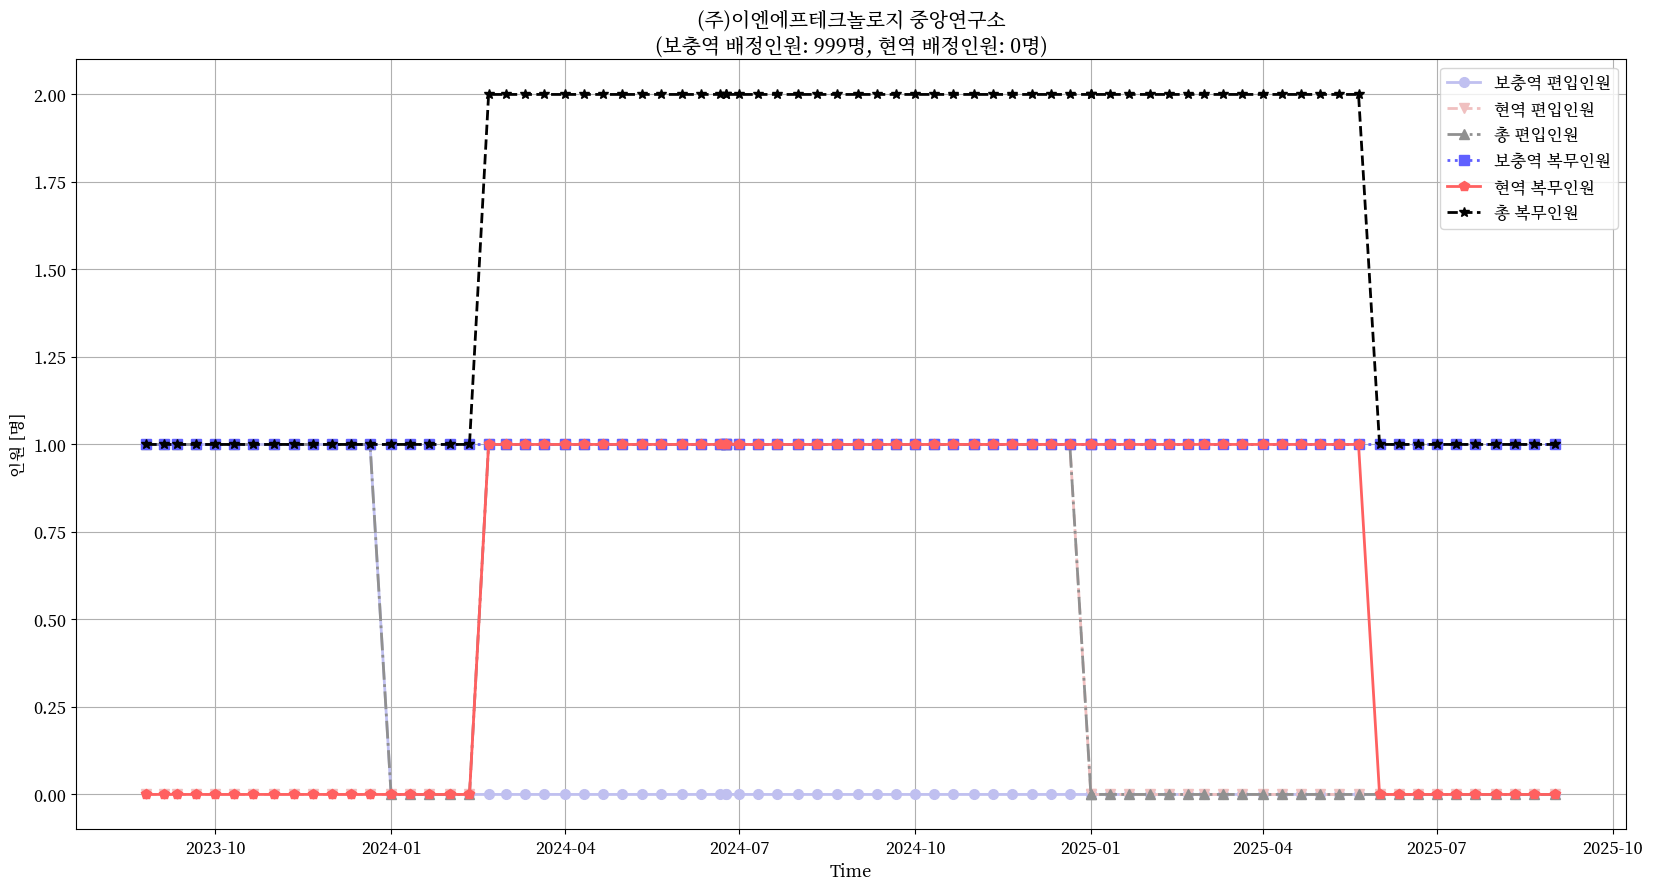 (주)이엔에프테크놀로지 중앙연구소
(보충역 배정인원: 999명, 현역 배정인원: 0명)
보충역 편입인원
현역 편입인원
총 편입인원
보충역 복무인원
현역 복무인원
총 복무인원
인원 [명]
2.00
1.75
1.50
1.25
1.00
0.75
0.50
0.25
0.00
2023-10
2024-01
2024-04
2024-07
2024-10
2025-01
2025-04
2025-07
2025-10
Time